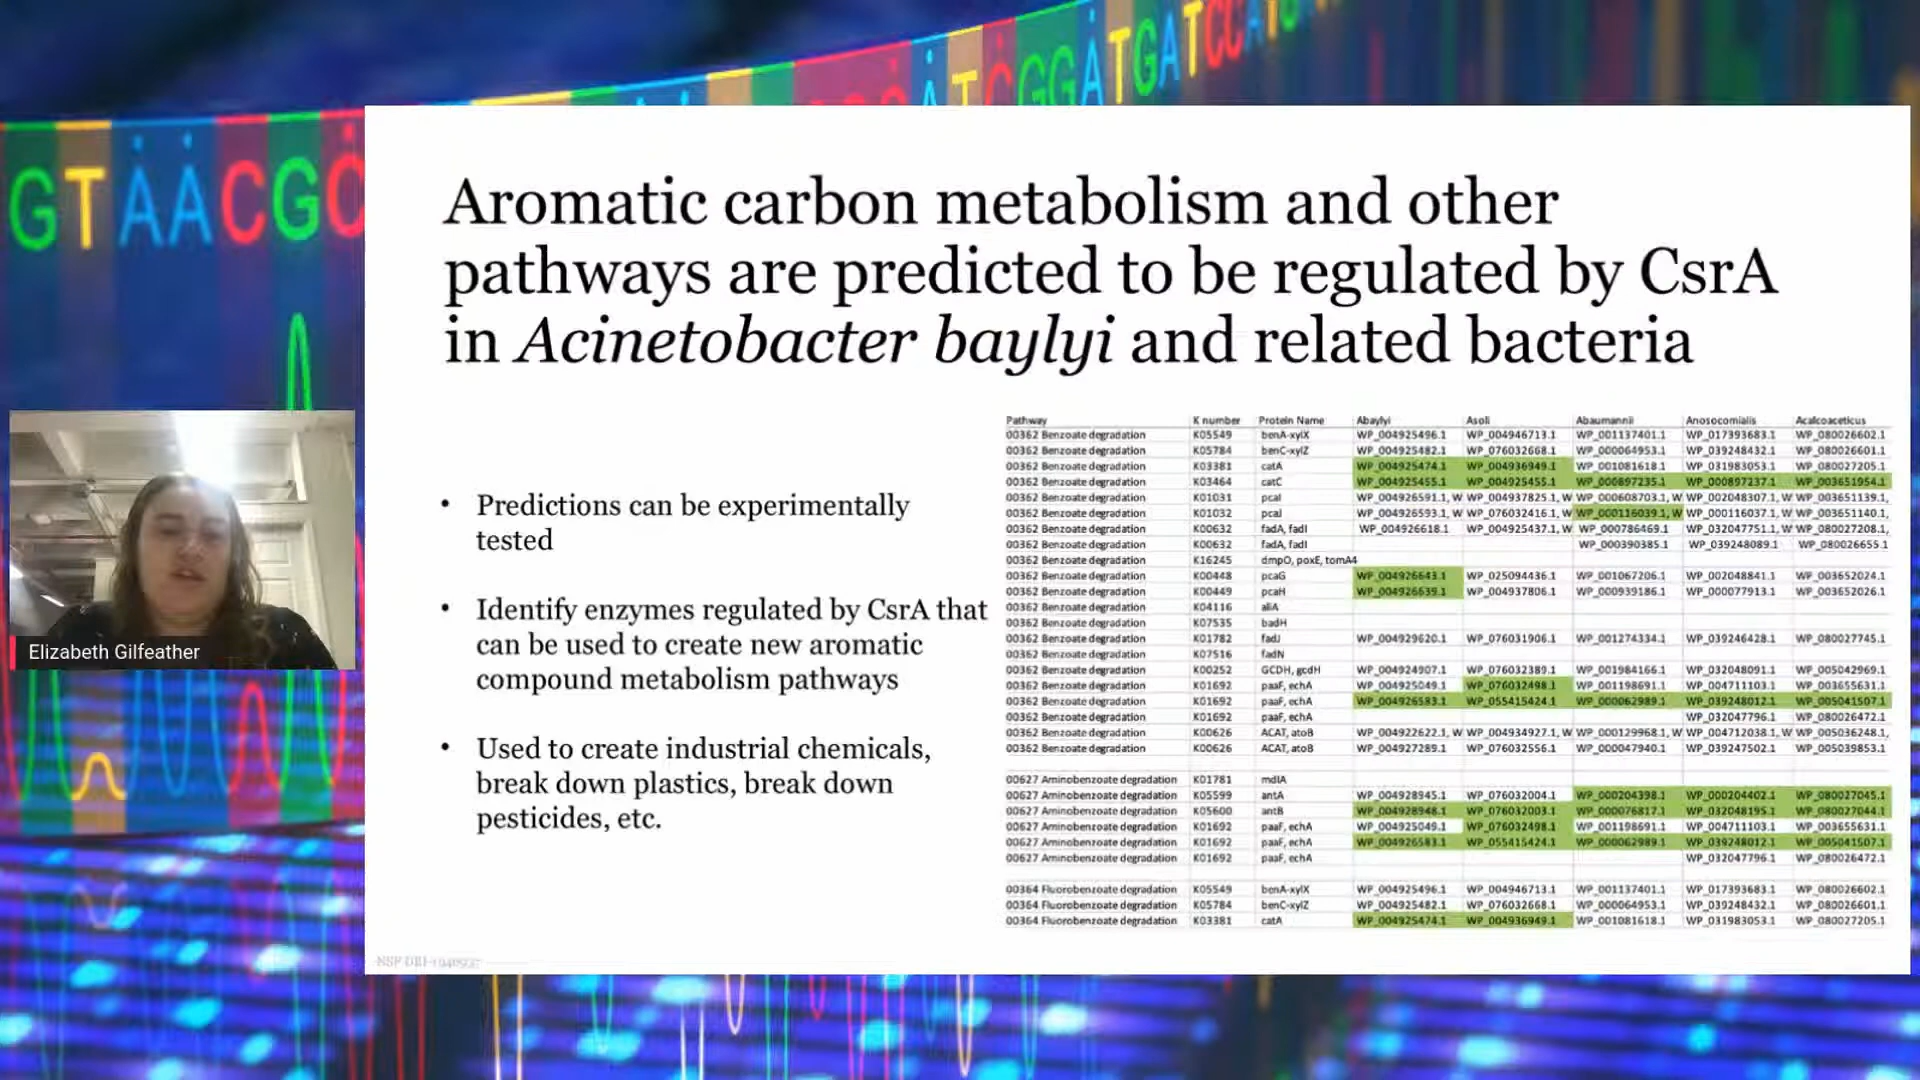 GTAACGC
ATCGGATGATCCAT
Aromatic carbon metabolism and other
pathways are predicted to be regulated by CsrA
in Acinetobacter baylyi and related bacteria
• Predictions can be experimentally
tested
• Identify enzymes regulated by CsrA that
can be used to create new aromatic
compound metabolism pathways
• Used to create industrial chemicals,
break down plastics, break down
pesticides, etc.
Pathway K number Protein Name Abaylyi Asoli Abaumannii Anosocomialis Acalcoaceticus
00362 Benzoate degradation K05549 benA-xylX WP_004925496.1 WP_004946713.1 WP_001137401.1 WP_017393683.1 WP_080026602.1
00362 Benzoate degradation K05784 benC-xylZ WP_004925482.1 WP_076032668.1 WP_000064953.1 WP_039248432.1 WP_080026601.1
00362 Benzoate degradation K03381 catA WP_004925474.1 WP_004936949.1 WP_001081618.1 WP_031983053.1 WP_080027205.1
00362 Benzoate degradation K03464 catC WP_004925455.1 WP_004925455.1 WP_000897235.1 WP_000897237.1 WP_003651954.1
00362 Benzoate degradation K01031 pcaI WP_004926591.1, W WP_004937825.1, W WP_000608703.1, W WP_002048307.1, W WP_003651139.1,
00362 Benzoate degradation K01032 pcaJ WP_004926593.1, W WP_076032416.1, W WP_000116039.1, W WP_000116037.1, W WP_003651140.1,
00362 Benzoate degradation K00632 fadA, fadI WP_004926618.1 WP_004925437.1, W WP_000786469.1 WP_032047751.1, W WP_080027208.1,
00362 Benzoate degradation K00632 fadA, fadI WP_000390385.1 WP_039248089.1 WP_080026655.1
00362 Benzoate degradation K16245 dmpO, poxE, tomA4
00362 Benzoate degradation K00448 pcaG WP_004926643.1 WP_025094436.1 WP_001067206.1 WP_002048841.1 WP_003652024.1
00362 Benzoate degradation K00449 pcaH WP_004926639.1 WP_004937806.1 WP_000939186.1 WP_000077913.1 WP_003652026.1
00362 Benzoate degradation K04116 aliA
00362 Benzoate degradation K07535 badH
00362 Benzoate degradation K01782 fadJ WP_004929620.1 WP_076031906.1 WP_001274334.1 WP_039246428.1 WP_080027745.1
00362 Benzoate degradation K07516 fadN
00362 Benzoate degradation K00252 GCDH, gcdH WP_004924907.1 WP_076032389.1 WP_001984166.1 WP_032048091.1 WP_005042969.1
00362 Benzoate degradation K01692 paaF, echA WP_004925049.1 WP_076032498.1 WP_001198691.1 WP_004711103.1 WP_003655631.1
00362 Benzoate degradation K01692 paaF, echA WP_004926583.1 WP_055415424.1 WP_000062989.1 WP_039248012.1 WP_005041507.1
00362 Benzoate degradation K01692 paaF, echA WP_032047796.1 WP_080026472.1
00362 Benzoate degradation K00626 ACAT, atoB WP_004922622.1, W WP_004934927.1, W WP_000129968.1, W WP_004712038.1, W WP_005036248.1,
00362 Benzoate degradation K00626 ACAT, atoB WP_004927289.1 WP_076032556.1 WP_000047940.1 WP_039247502.1 WP_005039853.1
00627 Aminobenzoate degradation K01781 mdlA
00627 Aminobenzoate degradation K05599 antA WP_004928945.1 WP_076032004.1 WP_000204398.1 WP_000204402.1 WP_080027045.1
00627 Aminobenzoate degradation K05600 antB WP_004928948.1 WP_076032003.1 WP_000076817.1 WP_032048195.1 WP_080027044.1
00627 Aminobenzoate degradation K01692 paaF, echA WP_004925049.1 WP_076032498.1 WP_001198691.1 WP_004711103.1 WP_003655631.1
00627 Aminobenzoate degradation K01692 paaF, echA WP_004926583.1 WP_055415424.1 WP_000062989.1 WP_039248012.1 WP_005041507.1
00627 Aminobenzoate degradation K01692 paaF, echA WP_032047796.1 WP_080026472.1
00364 Fluorobenzoate degradation K05549 benA-xylX WP_004925496.1 WP_004946713.1 WP_001137401.1 WP_017393683.1 WP_080026602.1
00364 Fluorobenzoate degradation K05784 benC-xylZ WP_004925482.1 WP_076032668.1 WP_000064953.1 WP_039248432.1 WP_080026601.1
00364 Fluorobenzoate degradation K03381 catA WP_004925474.1 WP_004936949.1 WP_001081618.1 WP_031983053.1 WP_080027205.1
Elizabeth Gilfeather